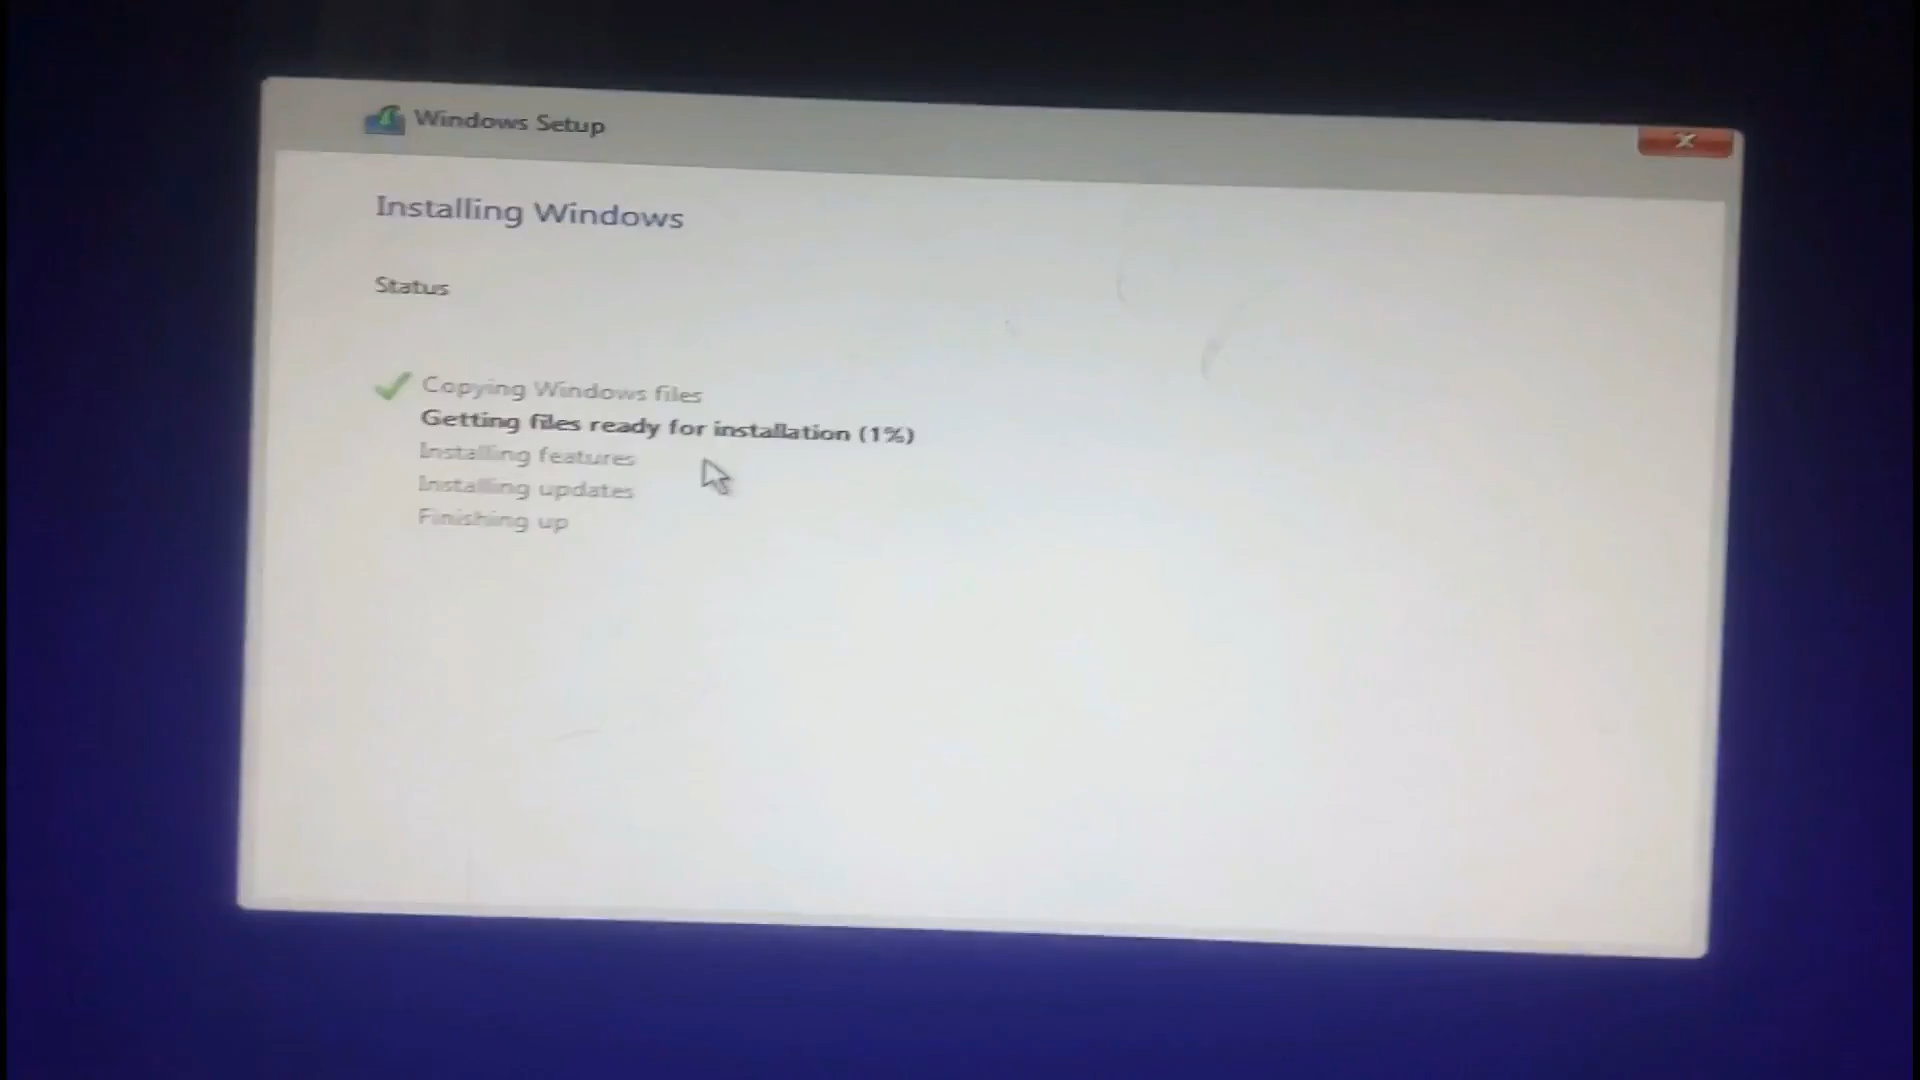 Windows Setup
Installing Windows
Status
Copying Windows files
Getting files ready for installation (1%)
Installing features
Installing updates
Finishing up